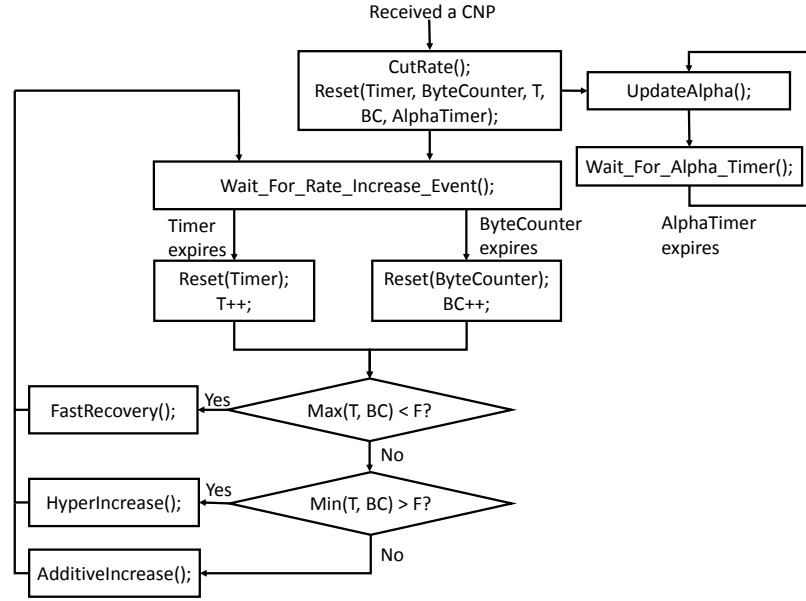 Received a CNP
CutRate();
Reset(Timer, ByteCounter, T,
BC, AlphaTimer);
UpdateAlpha();
Wait_For_Alpha_Timer();
AlphaTimer
expires
Wait_For_Rate_Increase_Event();
Timer
expires
ByteCounter
expires
Reset(Timer);
T++;
Reset(ByteCounter);
BC++;
Max(T, BC) < F?
Yes
FastRecovery();
No
Min(T, BC) > F?
Yes
HyperIncrease();
No
AdditiveIncrease();